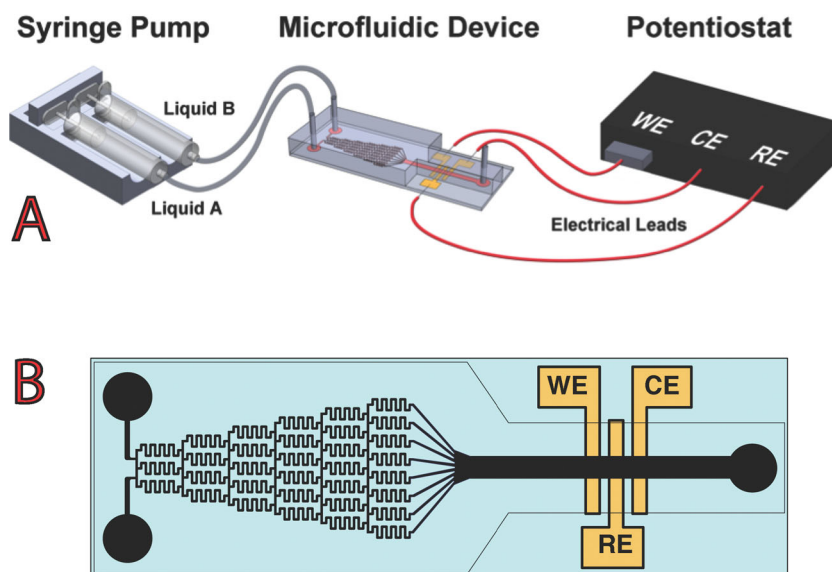 Syringe Pump Microfluidic Device Potentiostat
Liquid B
WE CE RE
Liquid A
Electrical Leads
A
B
WE CE
RE